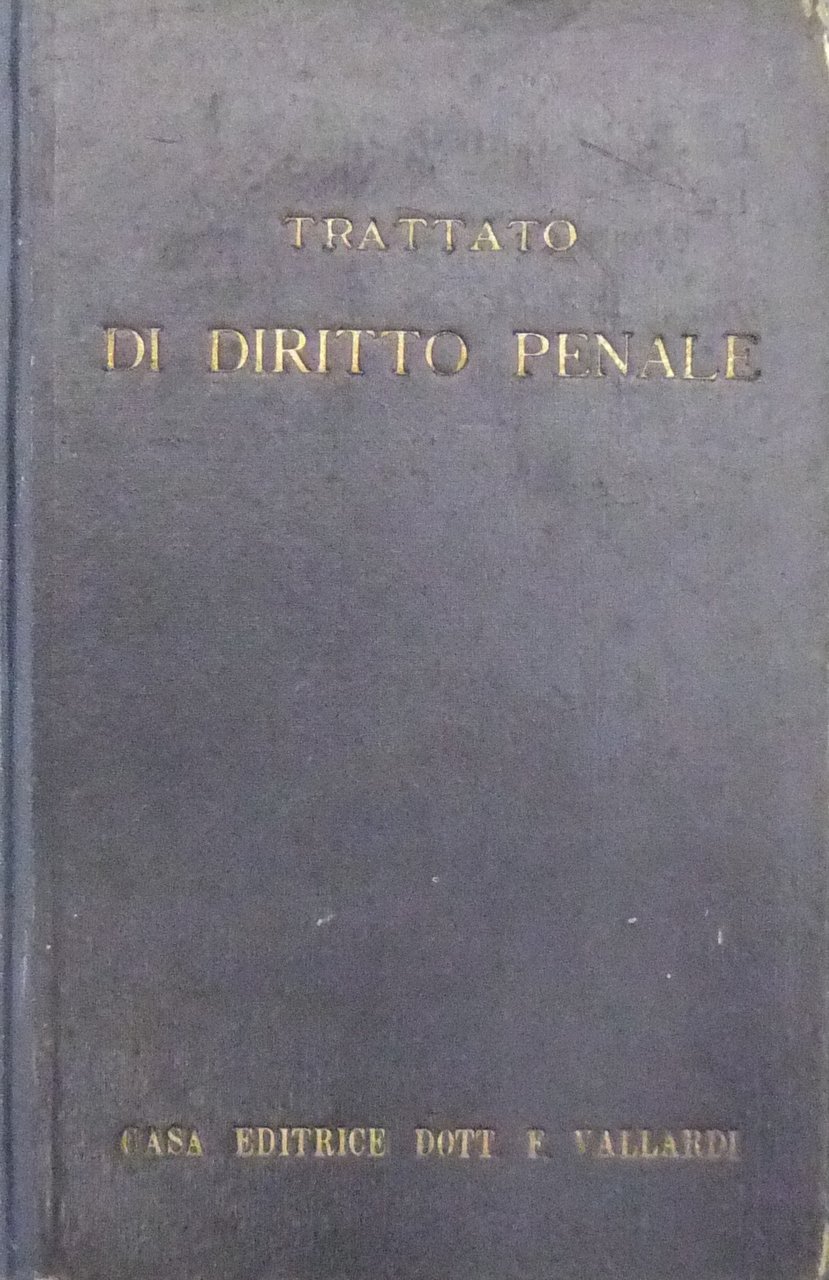 TRATTATO
DI DIRITTO PENALE
CASA EDITRICE DOTT F. VALLARDI